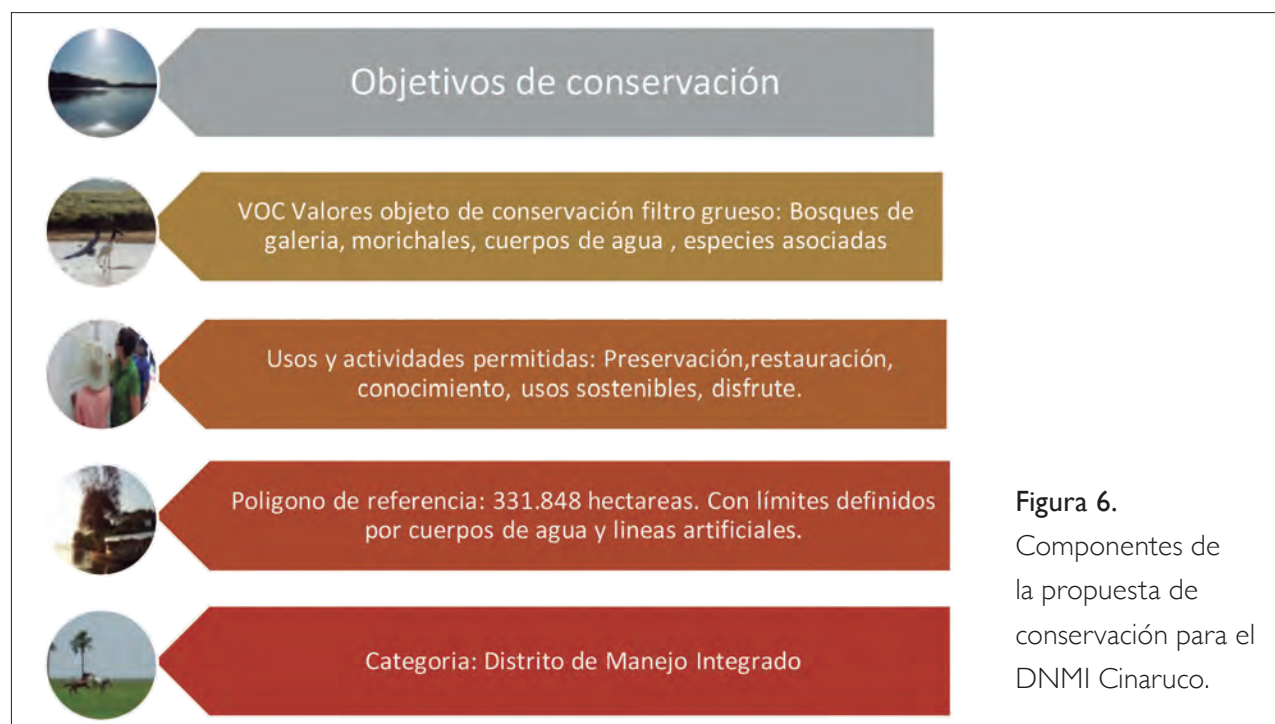 Objetivos de conservación
VOC Valores objeto de conservación filtro grueso: Bosques de
galeria, morichales, cuerpos de agua , especies asociadas
Usos y actividades permitidas: Preservación,restauración,
conocimiento, usos sostenibles, disfrute.
Poligono de referencia: 331.848 hectareas. Con límites definidos
por cuerpos de agua y lineas artificiales.
Categoria: Distrito de Manejo Integrado
Figura 6.
Componentes de
la propuesta de
conservación para el
DNMI Cinaruco.